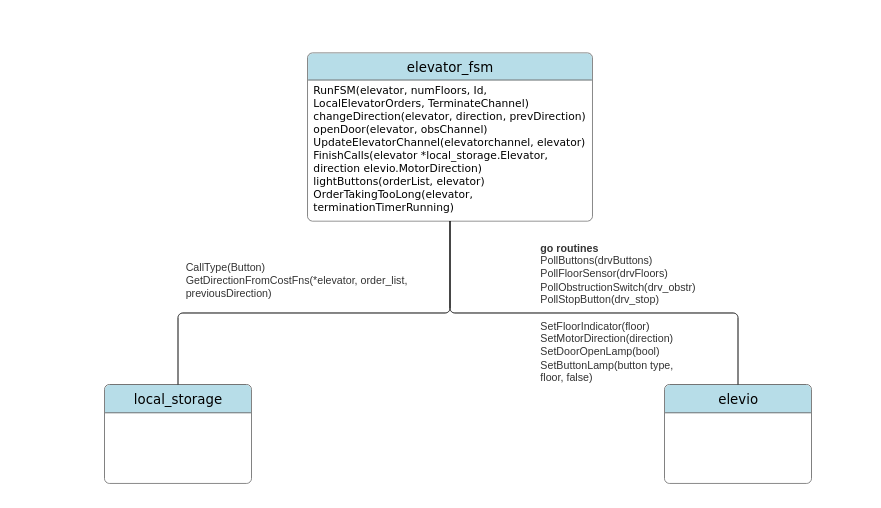 elevator_fsm
RunFSM(elevator, numFloors, Id,
LocalElevatorOrders, TerminateChannel)
changeDirection(elevator, direction, prevDirection)
openDoor(elevator, obsChannel)
UpdateElevatorChannel(elevatorchannel, elevator)
FinishCalls(elevator *local_storage.Elevator,
direction elevio.MotorDirection)
lightButtons(orderList, elevator)
OrderTakingTooLong(elevator,
terminationTimerRunning)
CallType(Button)
GetDirectionFromCostFns(*elevator, order_list,
previousDirection)
go routines
PollButtons(drvButtons)
PollFloorSensor(drvFloors)
PollObstructionSwitch(drv_obstr)
PollStopButton(drv_stop)
SetFloorIndicator(floor)
SetMotorDirection(direction)
SetDoorOpenLamp(bool)
SetButtonLamp(button type,
floor, false)
local_storage
elevio